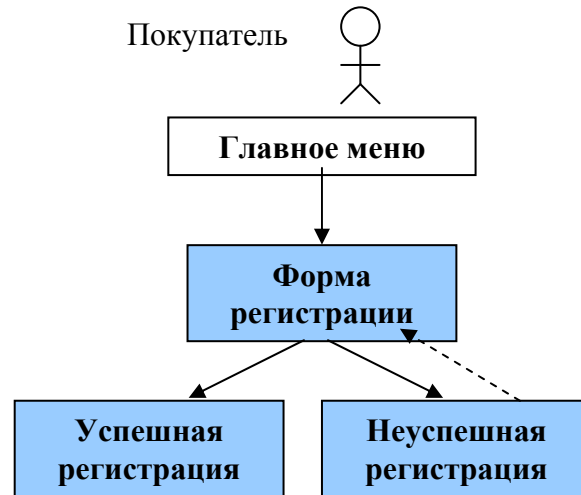 Покупатель
Главное меню
Форма
регистрации
Успешная
регистрация
Неуспешная
регистрация